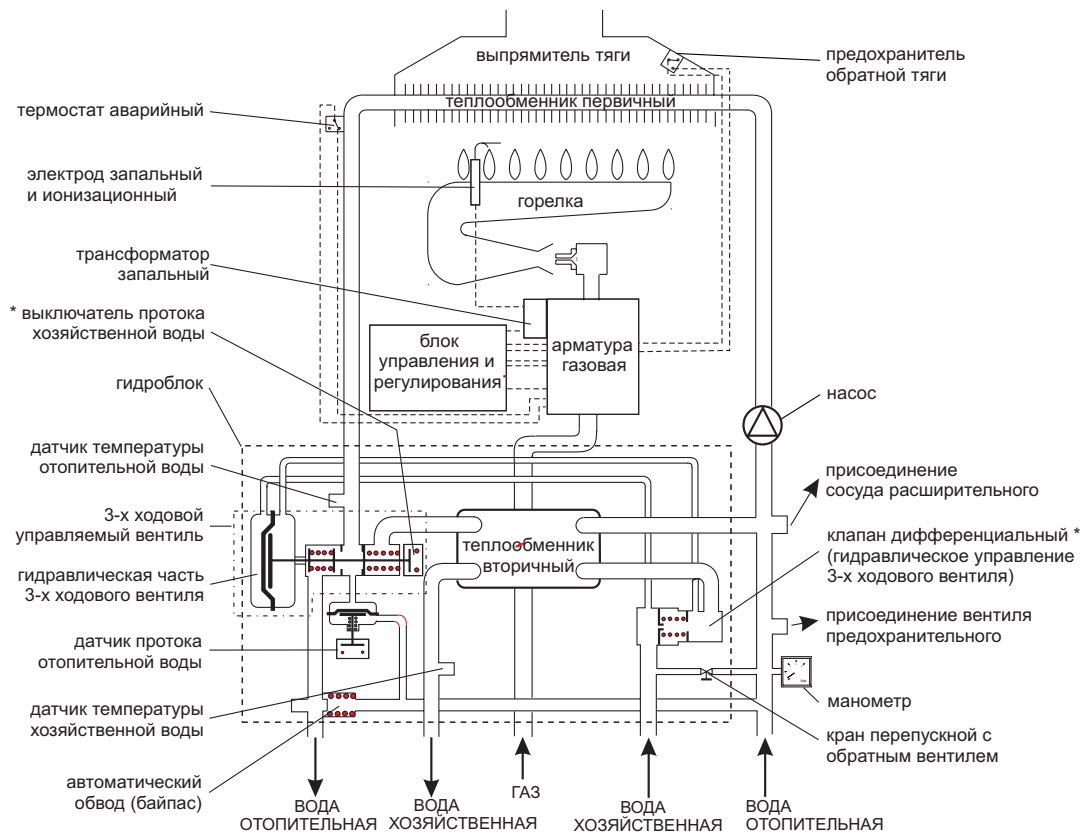 выпрямитель тяги
предохранитель
обратной тяги
теплообменник первичный
термостат аварийный
электрод запальный
и ионизационный
горелка
трансформатор
запальный
* выключатель протока
хозяйственной воды
блок
управления и
регулирования*
арматура
газовая
гидроблок
насос
датчик температуры
отопительной воды
присоединение
сосуда расширительного
3-х ходовой
управляемый вентиль
теплообменник
вторичный
клапан дифференциальный *
(гидравлическое управление
3-х ходового вентиля)
гидравлическая часть
3-х ходового вентиля
присоединение вентиля
предохранительного
датчик протока
отопительной воды
манометр
датчик температуры
хозяйственной воды
кран перепускной с
обратным вентилем
автоматический
обвод (байпас)
ВОДА
ОТОПИТЕЛЬНАЯ
ВОДА
ХОЗЯЙСТВЕННАЯ
ГАЗ
ВОДА
ХОЗЯЙСТВЕННАЯ
ВОДА
ОТОПИТЕЛЬНАЯ